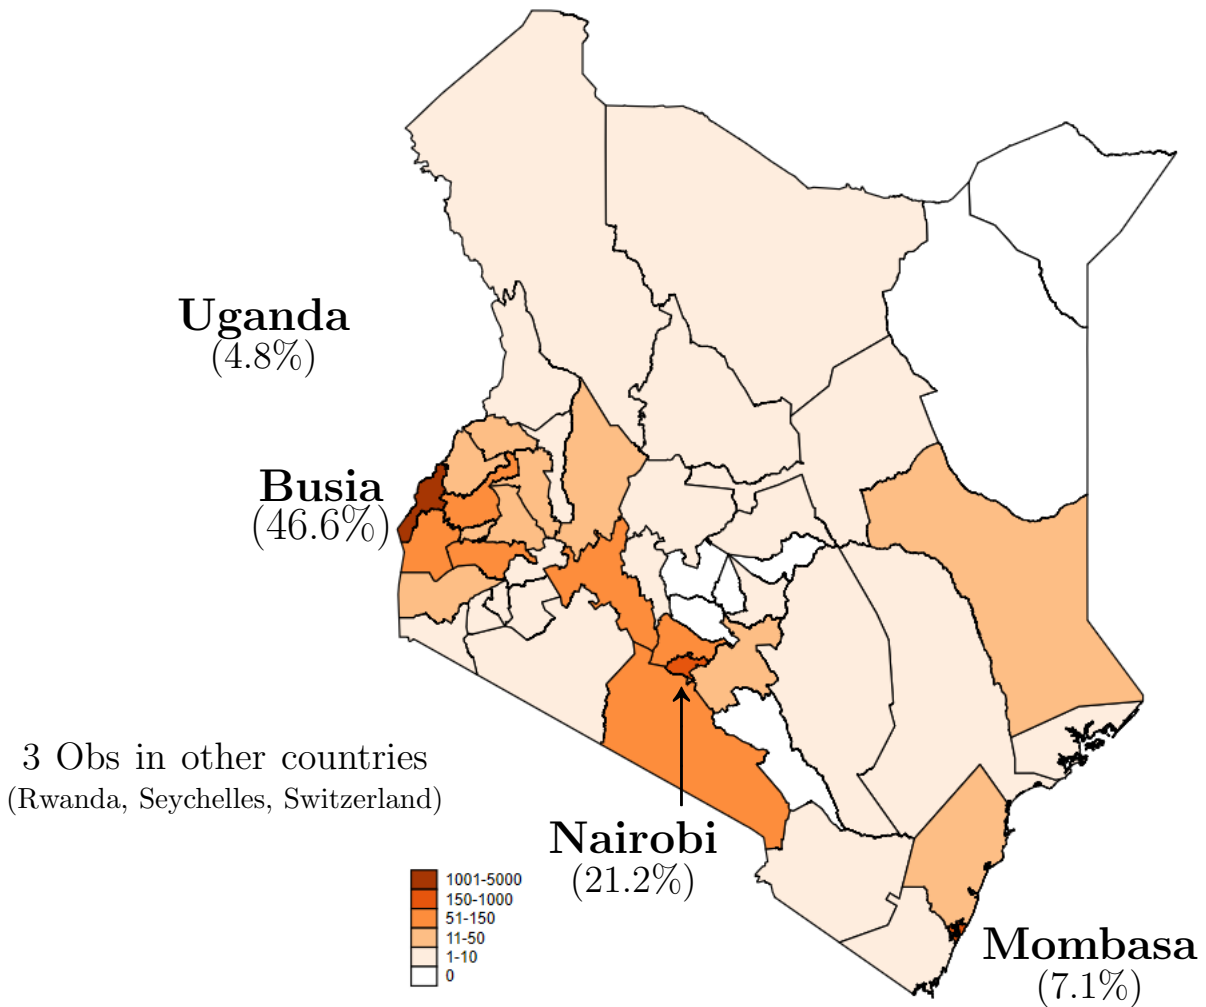 Uganda
(4.8%)
Busia
(46.6%)
3 Obs in other countries
(Rwanda, Seychelles, Switzerland)
Nairobi
(21.2%)
1001-5000
150-1000
51-150
11-50
1-10
0
Mombasa
(7.1%)